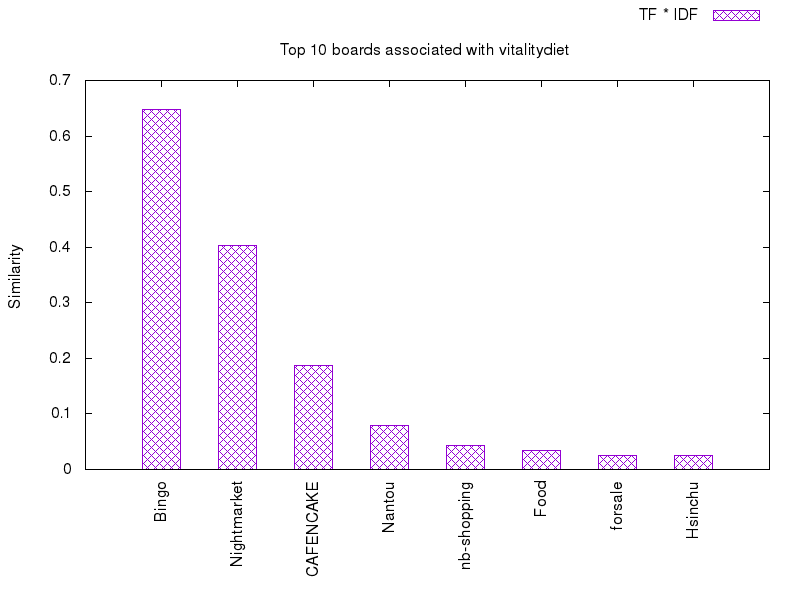 TF * IDF
Top 10 boards associated with vitalitydiet
Similarity
0.7
0.6
0.5
0.4
0.3
0.2
0.1
0
Bingo
Nightmarket
CAFENCAKE
Nantou
nb-shopping
Food
forsale
Hsinchu